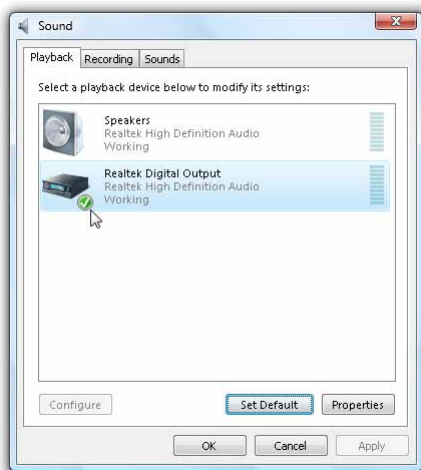 Sound
Playback Recording Sounds
Select a playback device below to modify its settings:
Speakers
Realtek High Definition Audio
Working
Realtek Digital Output
Realtek High Definition Audio
Working
Configure Set Default Properties
OK Cancel Apply